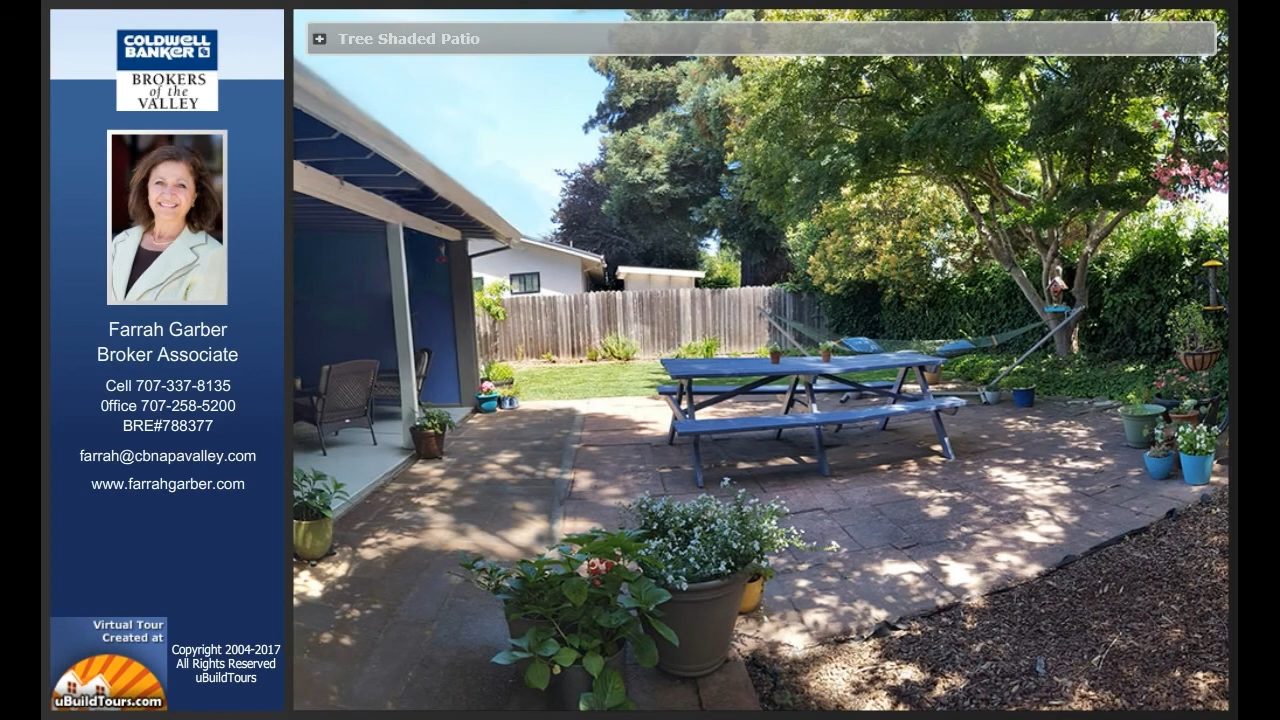 COLDWELL
BANKER
BROKERS
of the
VALLEY
Farrah Garber
Broker Associate
Cell 707-337-8135
Office 707-258-5200
BRE#788377
farrah@cbnapavalley.com
www.farrahgarber.com
Virtual Tour
Created at
uBuildTours.com
Copyright 2004-2017
All Rights Reserved
uBuildTours
Tree Shaded Patio